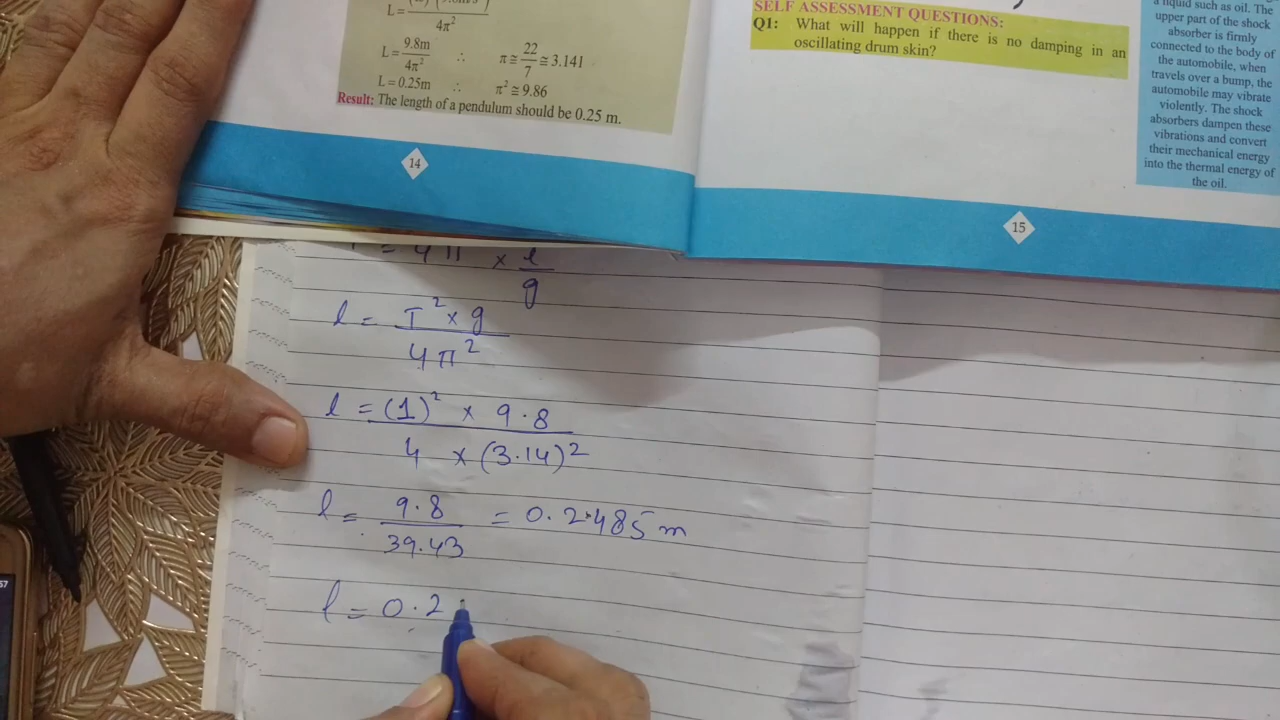 L=
4π²
L= 9.8m / 4π² ∴ π ≅ 22/7 ≅ 3.141
L=0.25m ∴ π² ≅ 9.86
Result: The length of a pendulum should be 0.25 m.
14
SELF ASSESSMENT QUESTIONS:
Q1: What will happen if there is no damping in an
oscillating drum skin?
a liquid such as oil. The
upper part of the shock
absorber is firmly
connected to the body of
the automobile, when
travels over a bump, the
automobile may vibrate
violently. The shock
absorbers dampen these
vibrations and convert
their mechanical energy
into the thermal energy of
the oil.
15
= 4π × l / g
l = T² × g / 4π²
l = (1)² × 9.8 / 4 × (3.14)²
l = 9.8 / 39.43 = 0.2485 m
l = 0.2
57